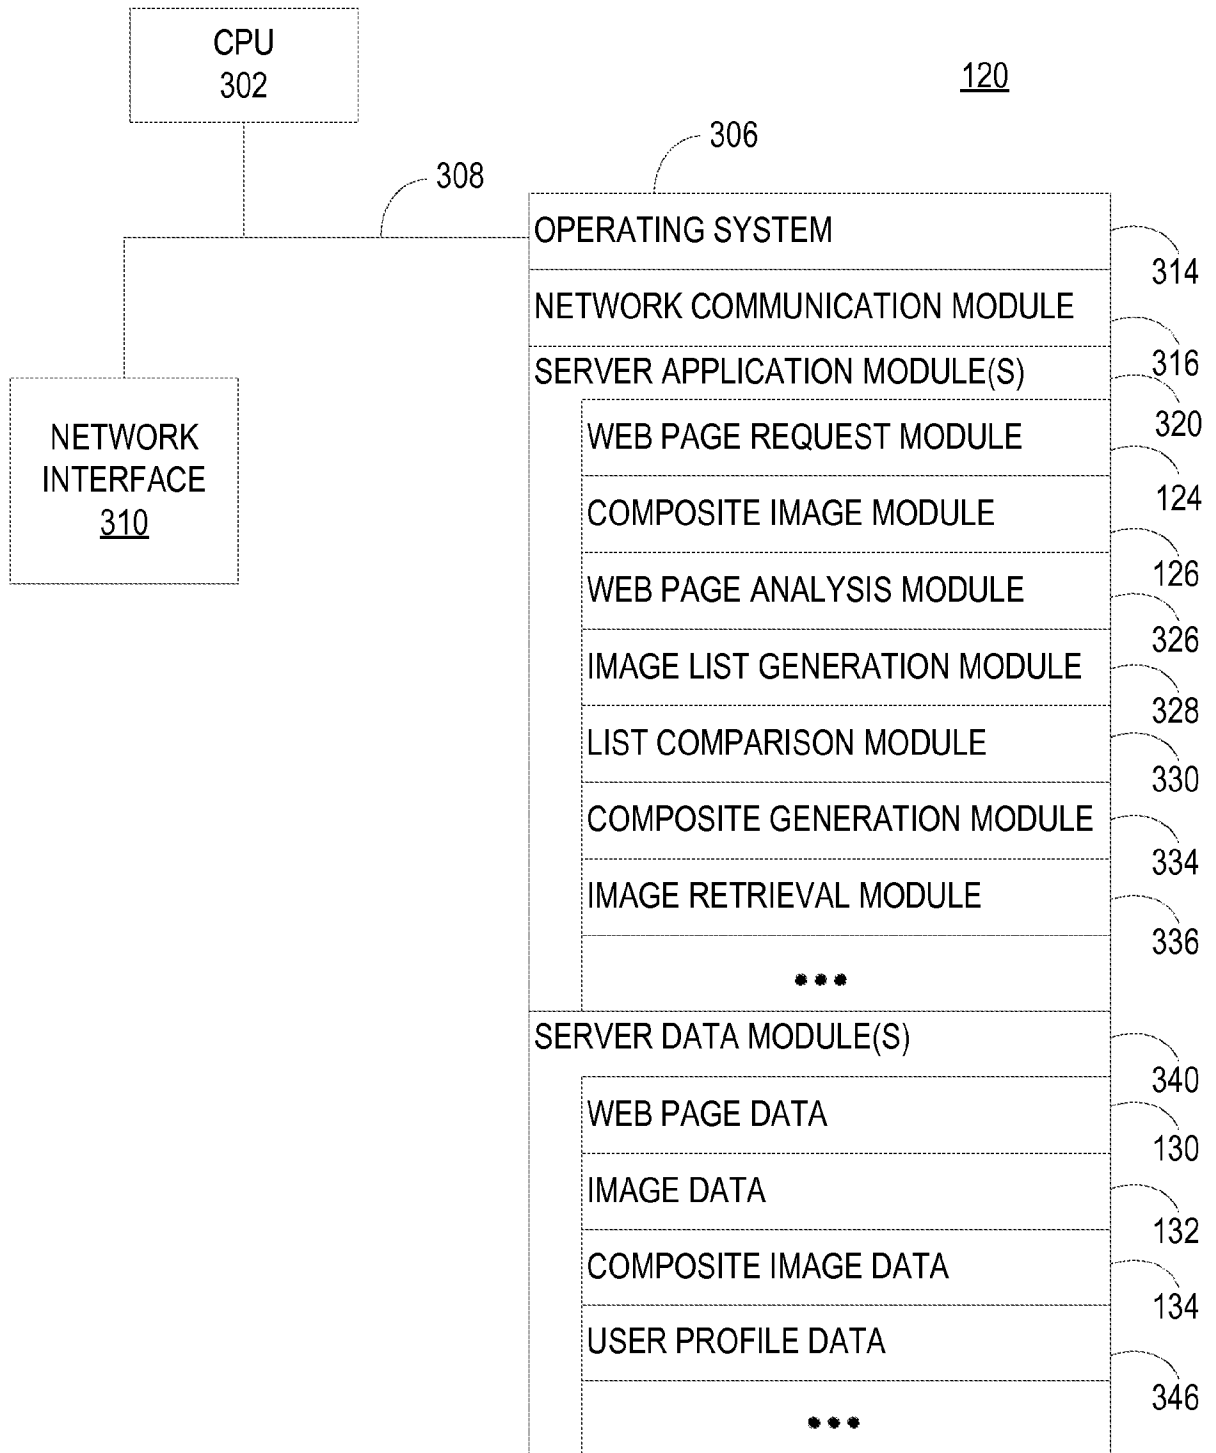 CPU
302
120
306
308
OPERATING SYSTEM
314
NETWORK COMMUNICATION MODULE
316
SERVER APPLICATION MODULE(S)
320
NETWORK
INTERFACE
310
WEB PAGE REQUEST MODULE
124
COMPOSITE IMAGE MODULE
126
WEB PAGE ANALYSIS MODULE
326
IMAGE LIST GENERATION MODULE
328
LIST COMPARISON MODULE
330
COMPOSITE GENERATION MODULE
334
IMAGE RETRIEVAL MODULE
336
•••
SERVER DATA MODULE(S)
340
WEB PAGE DATA
130
IMAGE DATA
132
COMPOSITE IMAGE DATA
134
USER PROFILE DATA
346
•••